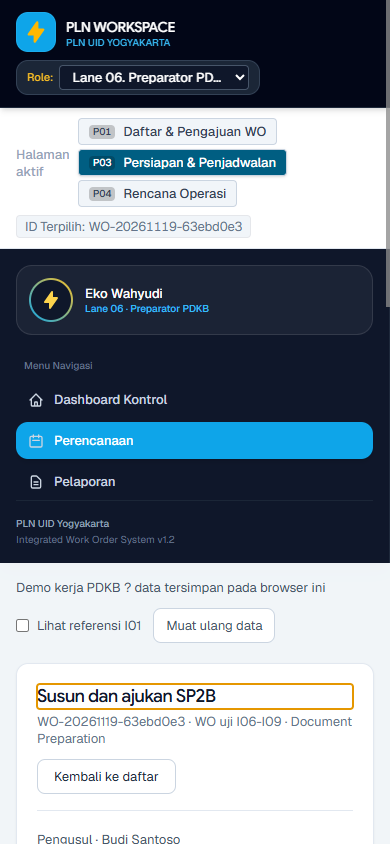 PLN WORKSPACE
PLN UID YOGYAKARTA
Role: Lane 06. Preparator PD...
Halaman aktif
P01 Daftar & Pengajuan WO
P03 Persiapan & Penjadwalan
P04 Rencana Operasi
ID Terpilih: WO-20261119-63ebd0e3
Eko Wahyudi
Lane 06 · Preparator PDKB
Menu Navigasi
Dashboard Kontrol
Perencanaan
Pelaporan
PLN UID Yogyakarta
Integrated Work Order System v1.2
Demo kerja PDKB ? data tersimpan pada browser ini
Lihat referensi I01
Muat ulang data
Susun dan ajukan SP2B
WO-20261119-63ebd0e3 · WO uji I06-I09 · Document
Preparation
Kembali ke daftar
Pengusul · Budi Santoso